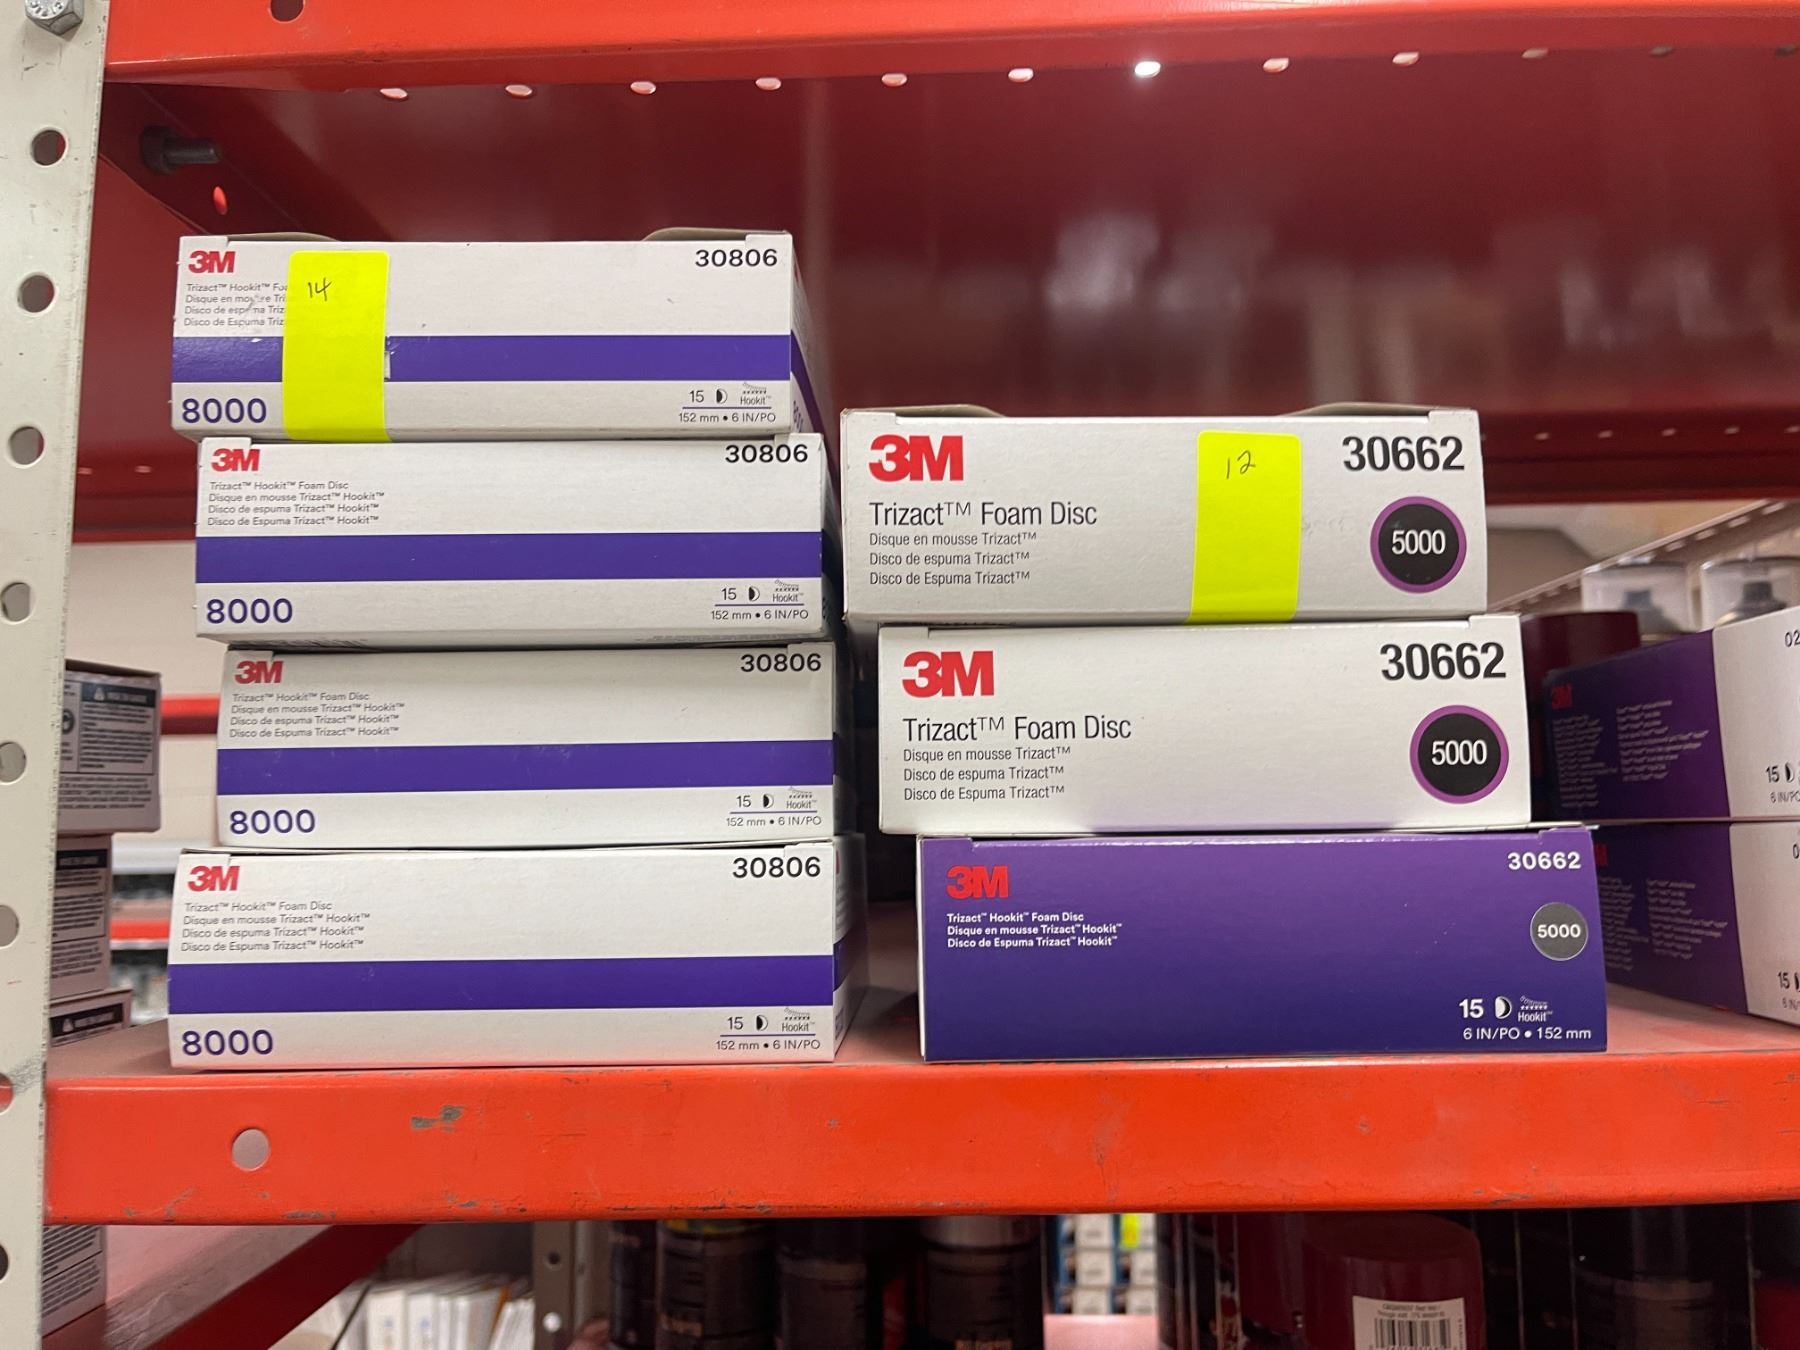 3M
30806
Trizact™ Hookit™
Disque en
Disco de
Disco de Espuma
14
8000
15 Hookit™
152 mm • 6 IN/PO
3M
30806
Trizact™ Hookit™ Foam Disc
Disque en mousse Trizact™ Hookit™
Disco de espuma Trizact™ Hookit™
Disco de Espuma Trizact™ Hookit™
8000
15 Hookit™
152 mm • 6 IN/PO
3M
30806
Trizact™ Hookit™ Foam Disc
Disque en mousse Trizact™ Hookit™
Disco de espuma Trizact™ Hookit™
Disco de Espuma Trizact™ Hookit™
8000
15 Hookit™
152 mm • 6 IN/PO
3M
30806
Trizact™ Hookit™ Foam Disc
Disque en mousse Trizact™ Hookit™
Disco de espuma Trizact™ Hookit™
Disco de Espuma Trizact™ Hookit™
8000
15 Hookit™
152 mm • 6 IN/PO
3M
12
30662
Trizact™ Foam Disc
Disque en mousse Trizact™
Disco de espuma Trizact™
Disco de Espuma Trizact™
5000
3M
30662
Trizact™ Foam Disc
Disque en mousse Trizact™
Disco de espuma Trizact™
Disco de Espuma Trizact™
5000
3M
30662
Trizact™ Hookit™ Foam Disc
Disque en mousse Trizact™ Hookit™
Disco de Espuma Trizact™ Hookit™
5000
15 Hookit™
6 IN/PO • 152 mm
3M
15
15